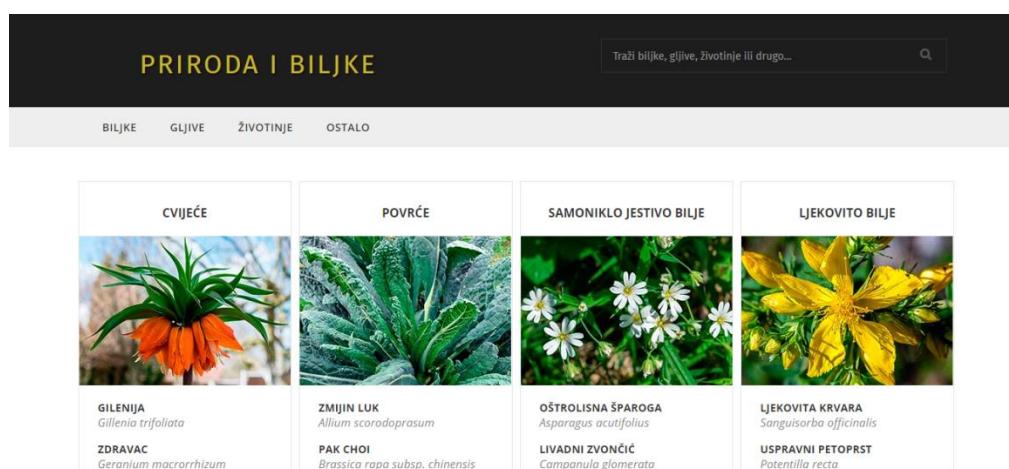 PRIRODA I BILJKE
Traži biljke, gljive, životinje ili drugo...
BILJKE GLJIVE ŽIVOTINJE OSTALO
CVIJEĆE
GILENIJA
Gillenia trifoliata
ZDRAVAC
Geranium macrorrhizum
POVRĆE
ZMIJIN LUK
Allium scorodoprasum
PAK CHOI
Brassica rapa subsp. chinensis
SAMONIKLO JESTIVO BILJE
OŠTROLISNA ŠPAROGA
Asparagus acutifolius
LIVADNI ZVONČIĆ
Campanula glomerata
LJEKOVITO BILJE
LJEKOVITA KRVARA
Sanguisorba officinalis
USPRAVNI PETOPRST
Potentilla recta